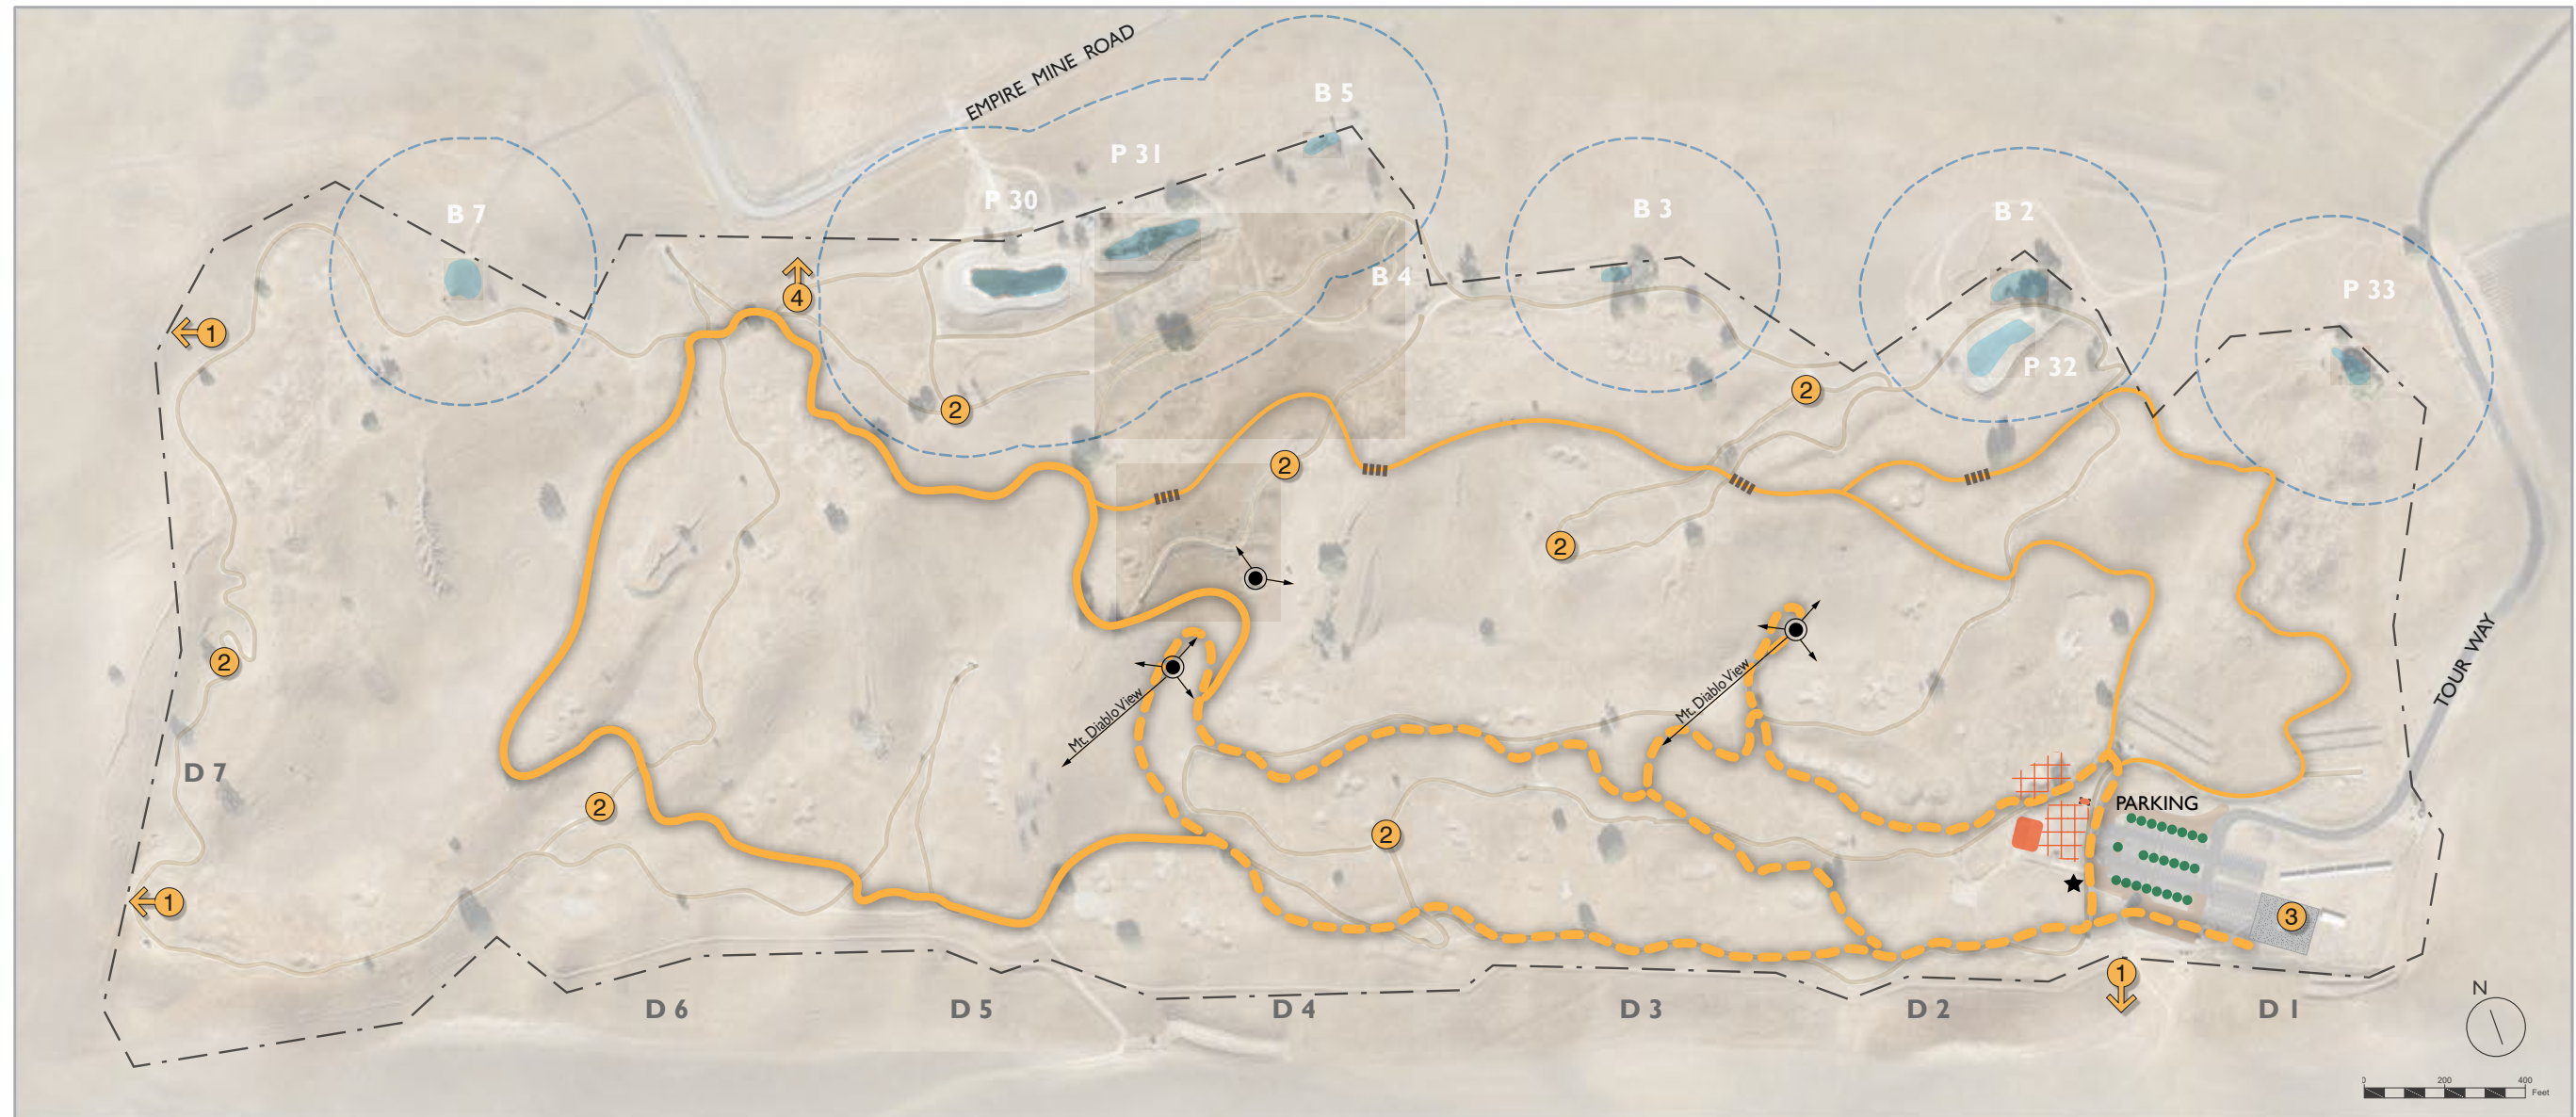 EMPIRE MINE ROAD
B 5
P 31
P 30
B 7
B 3
B 2
B 4
P 33
P 32
4
1
2
2
2
2
2
Mt. Diablo View
Mt. Diablo View
TOUR WAY
D 7
2
2
PARKING
1
3
1
D 6
D 5
D 4
D 3
D 2
D 1
N
0
200
400
Feet